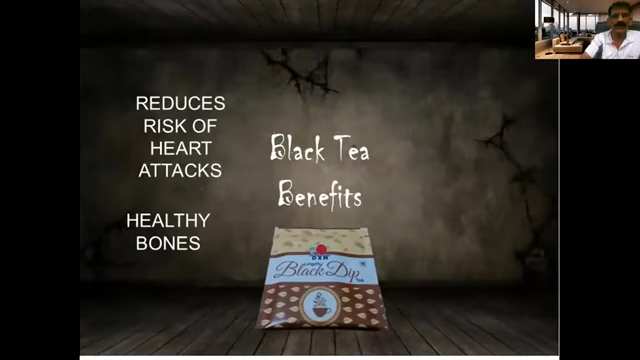 REDUCES
RISK OF
HEART
ATTACKS
HEALTHY
BONES
Black Tea
Benefits
DXN
Black Dip